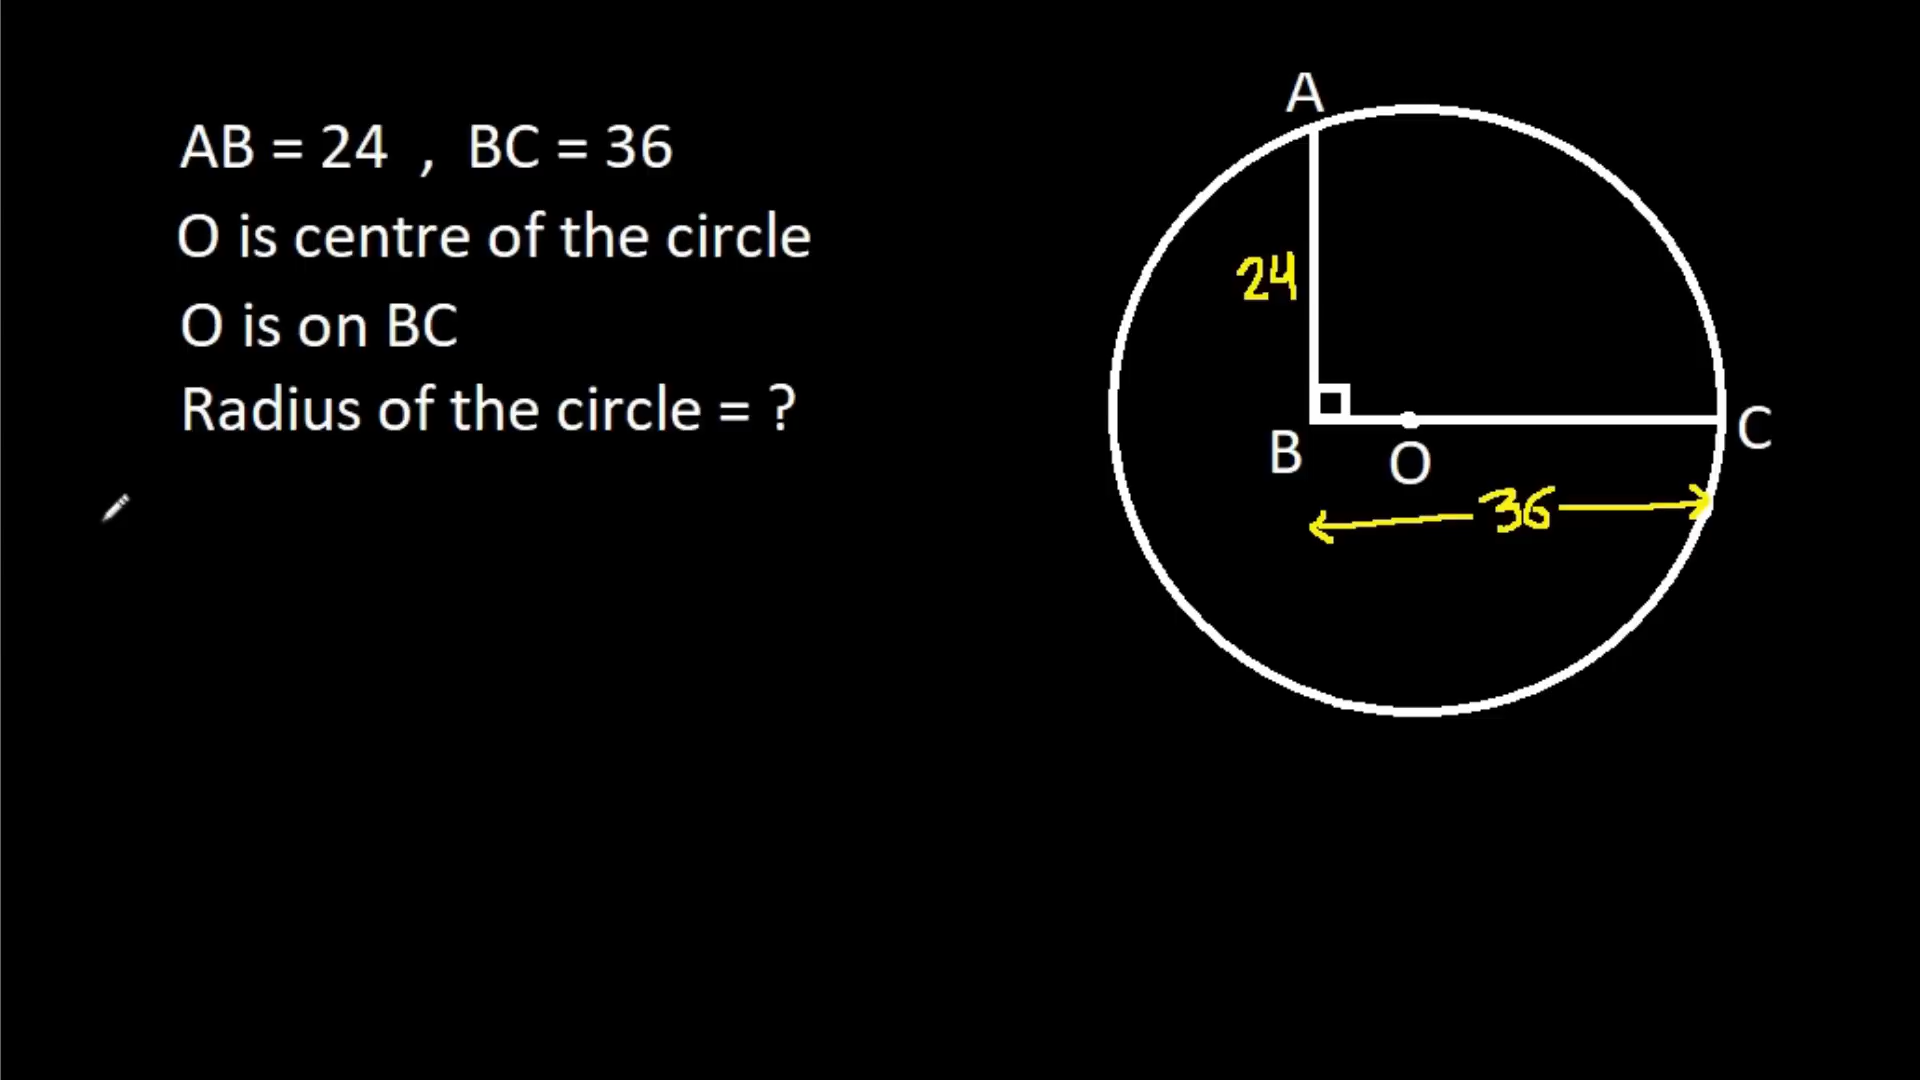 AB = 24 , BC = 36
O is centre of the circle
O is on BC
Radius of the circle = ?
A
24
B
O
C
36